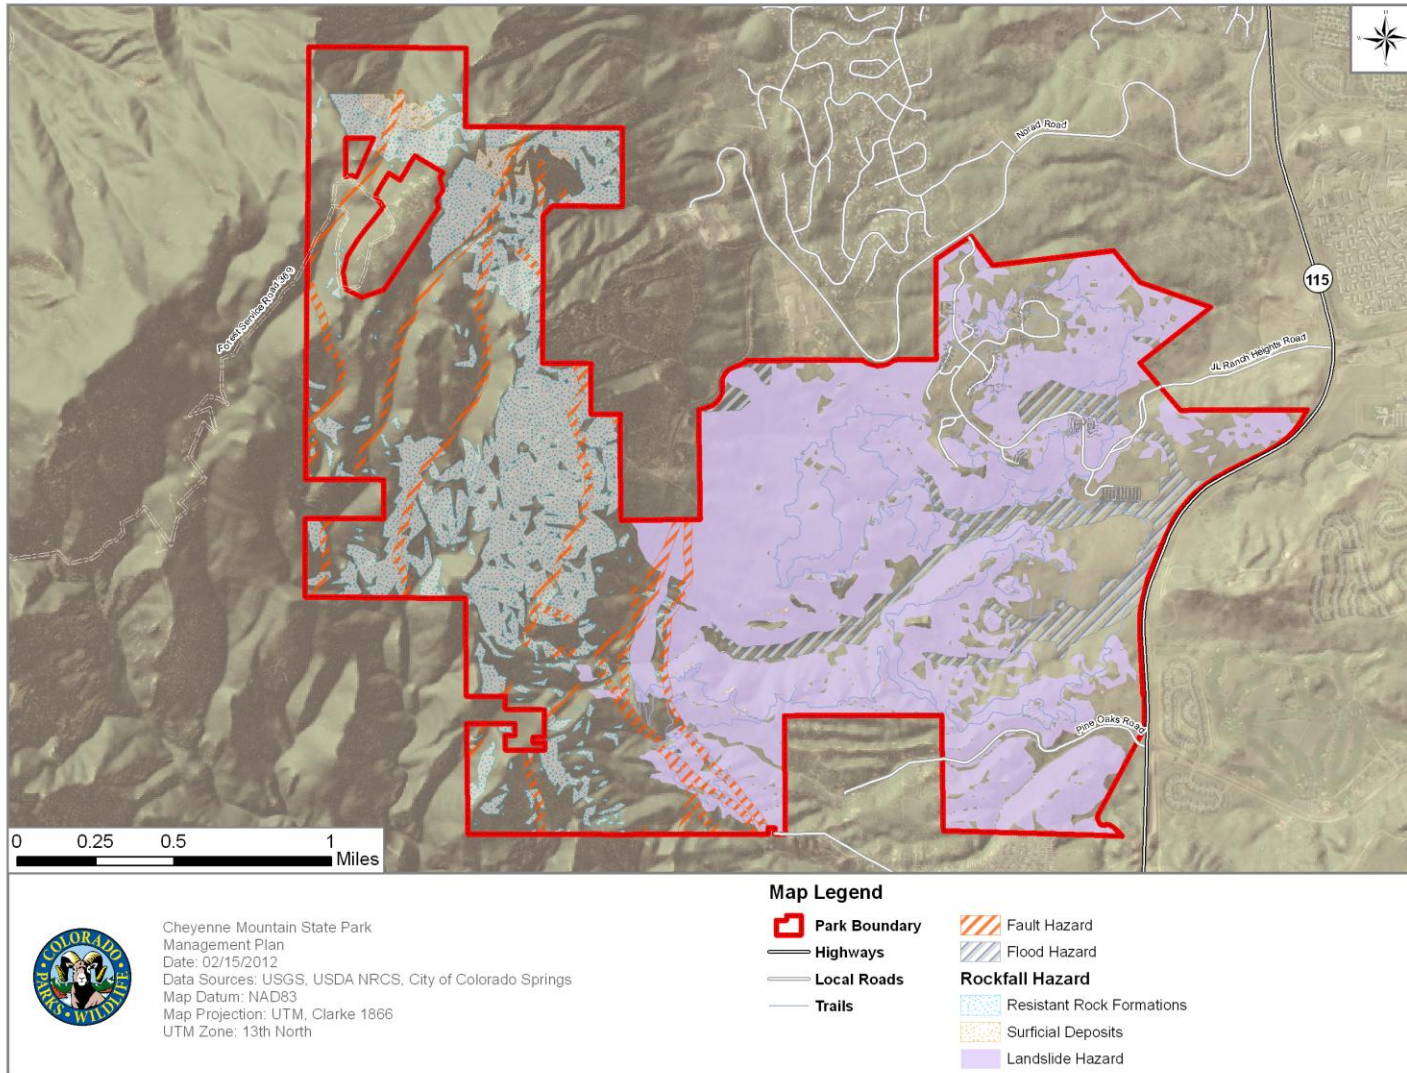 N
W
E
S
Norad Road
115
Forest Service Road 369
JL Ranch Heights Road
Pine Oaks Road
0 0.25 0.5 1
Miles
Map Legend
Park Boundary
Highways
Local Roads
Trails
Fault Hazard
Flood Hazard
Rockfall Hazard
Resistant Rock Formations
Surficial Deposits
Landslide Hazard
COLORADO
PARKS • WILDLIFE
Cheyenne Mountain State Park
Management Plan
Date: 02/15/2012
Data Sources: USGS, USDA NRCS, City of Colorado Springs
Map Datum: NAD83
Map Projection: UTM, Clarke 1866
UTM Zone: 13th North